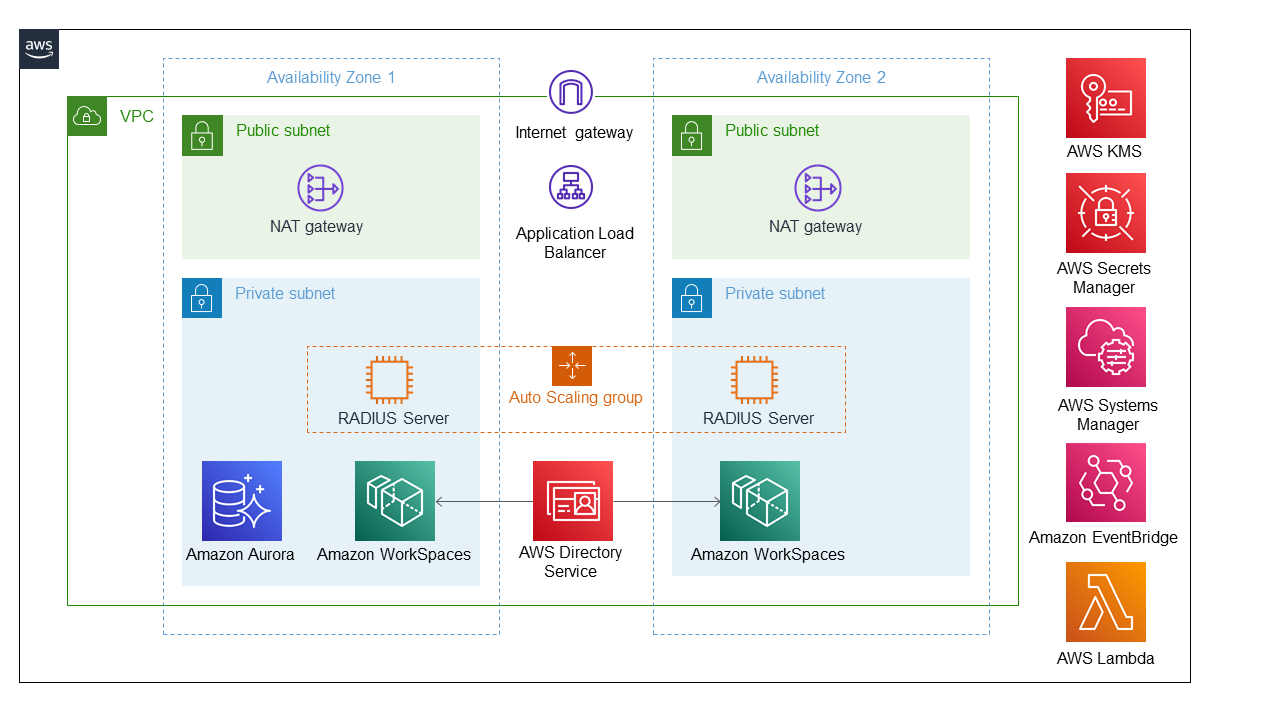 aws
Availability Zone 1
Availability Zone 2
VPC
Internet gateway
Public subnet
Public subnet
NAT gateway
NAT gateway
Application Load
Balancer
Private subnet
Private subnet
Auto Scaling group
RADIUS Server
RADIUS Server
Amazon Aurora
Amazon WorkSpaces
AWS Directory
Service
Amazon WorkSpaces
AWS KMS
AWS Secrets
Manager
AWS Systems
Manager
Amazon EventBridge
AWS Lambda